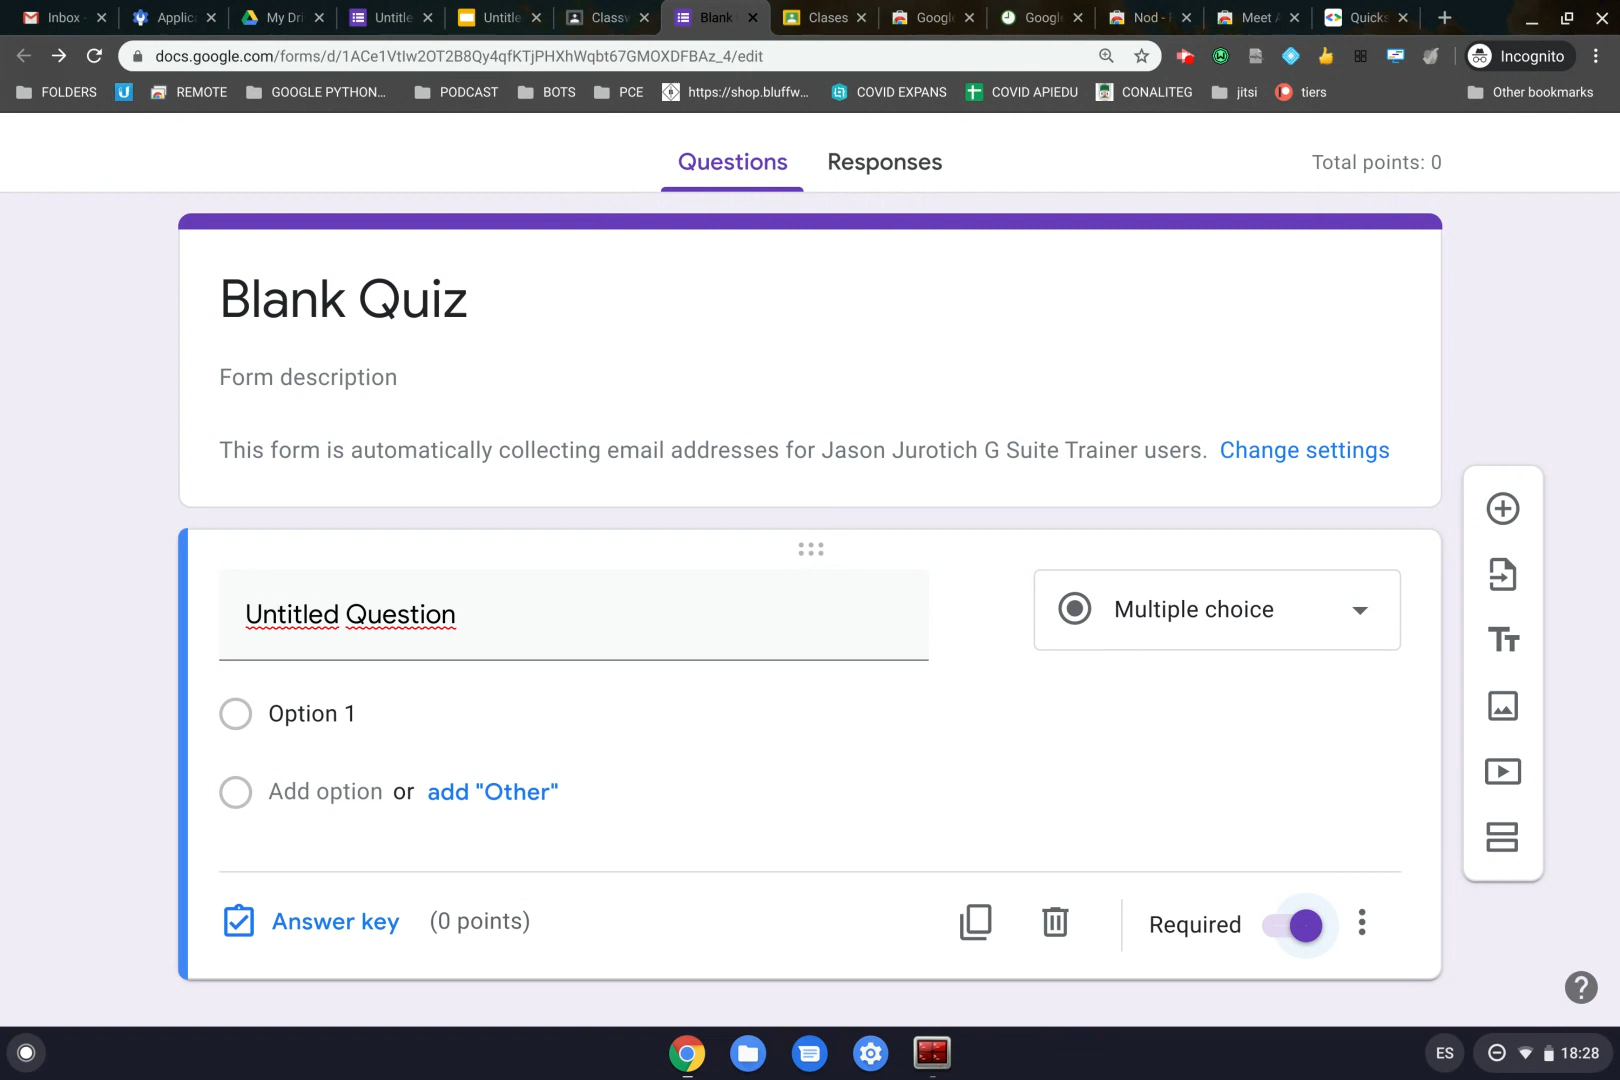 Inbox -
Applic
My Dri
Untitle
Untitle
Classw
Blank
Clases
Googl
Googl
Nod -
Meet A
Quicks
docs.google.com/forms/d/1ACe1VtIw2OT2B8Qy4qfKTjPHXhWqbt67GMOXDFBAz_4/edit
Incognito
FOLDERS
REMOTE
GOOGLE PYTHON...
PODCAST
BOTS
PCE
https://shop.bluffw...
COVID EXPANS
COVID APIEDU
CONALITEG
jitsi
tiers
Other bookmarks
Questions
Responses
Total points: 0
Blank Quiz
Form description
This form is automatically collecting email addresses for Jason Jurotich G Suite Trainer users. Change settings
Untitled Question
Multiple choice
Option 1
Add option or add "Other"
Answer key (0 points)
Required
ES
18:28